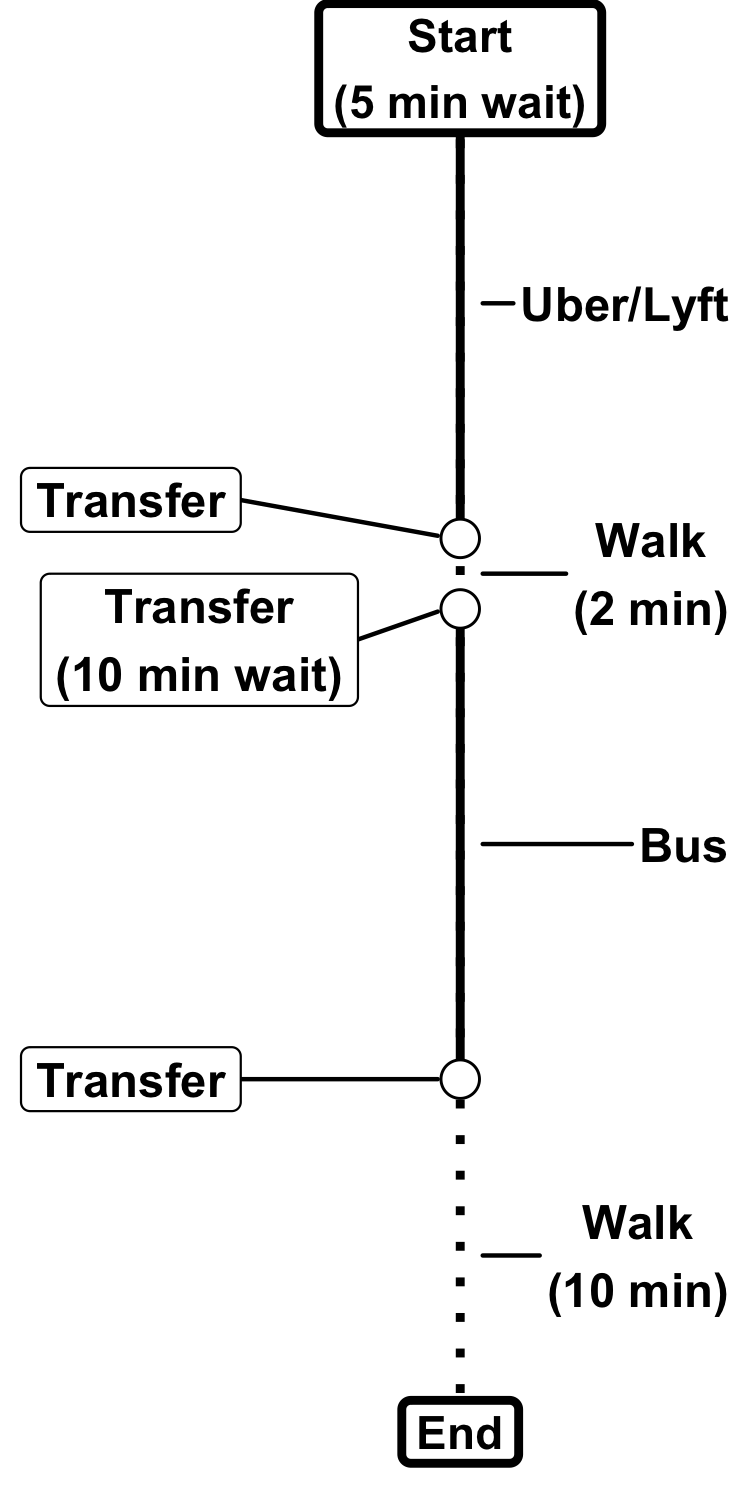 Start
(5 min wait)
Uber/Lyft
Transfer
Walk
(2 min)
Transfer
(10 min wait)
Bus
Transfer
Walk
(10 min)
End